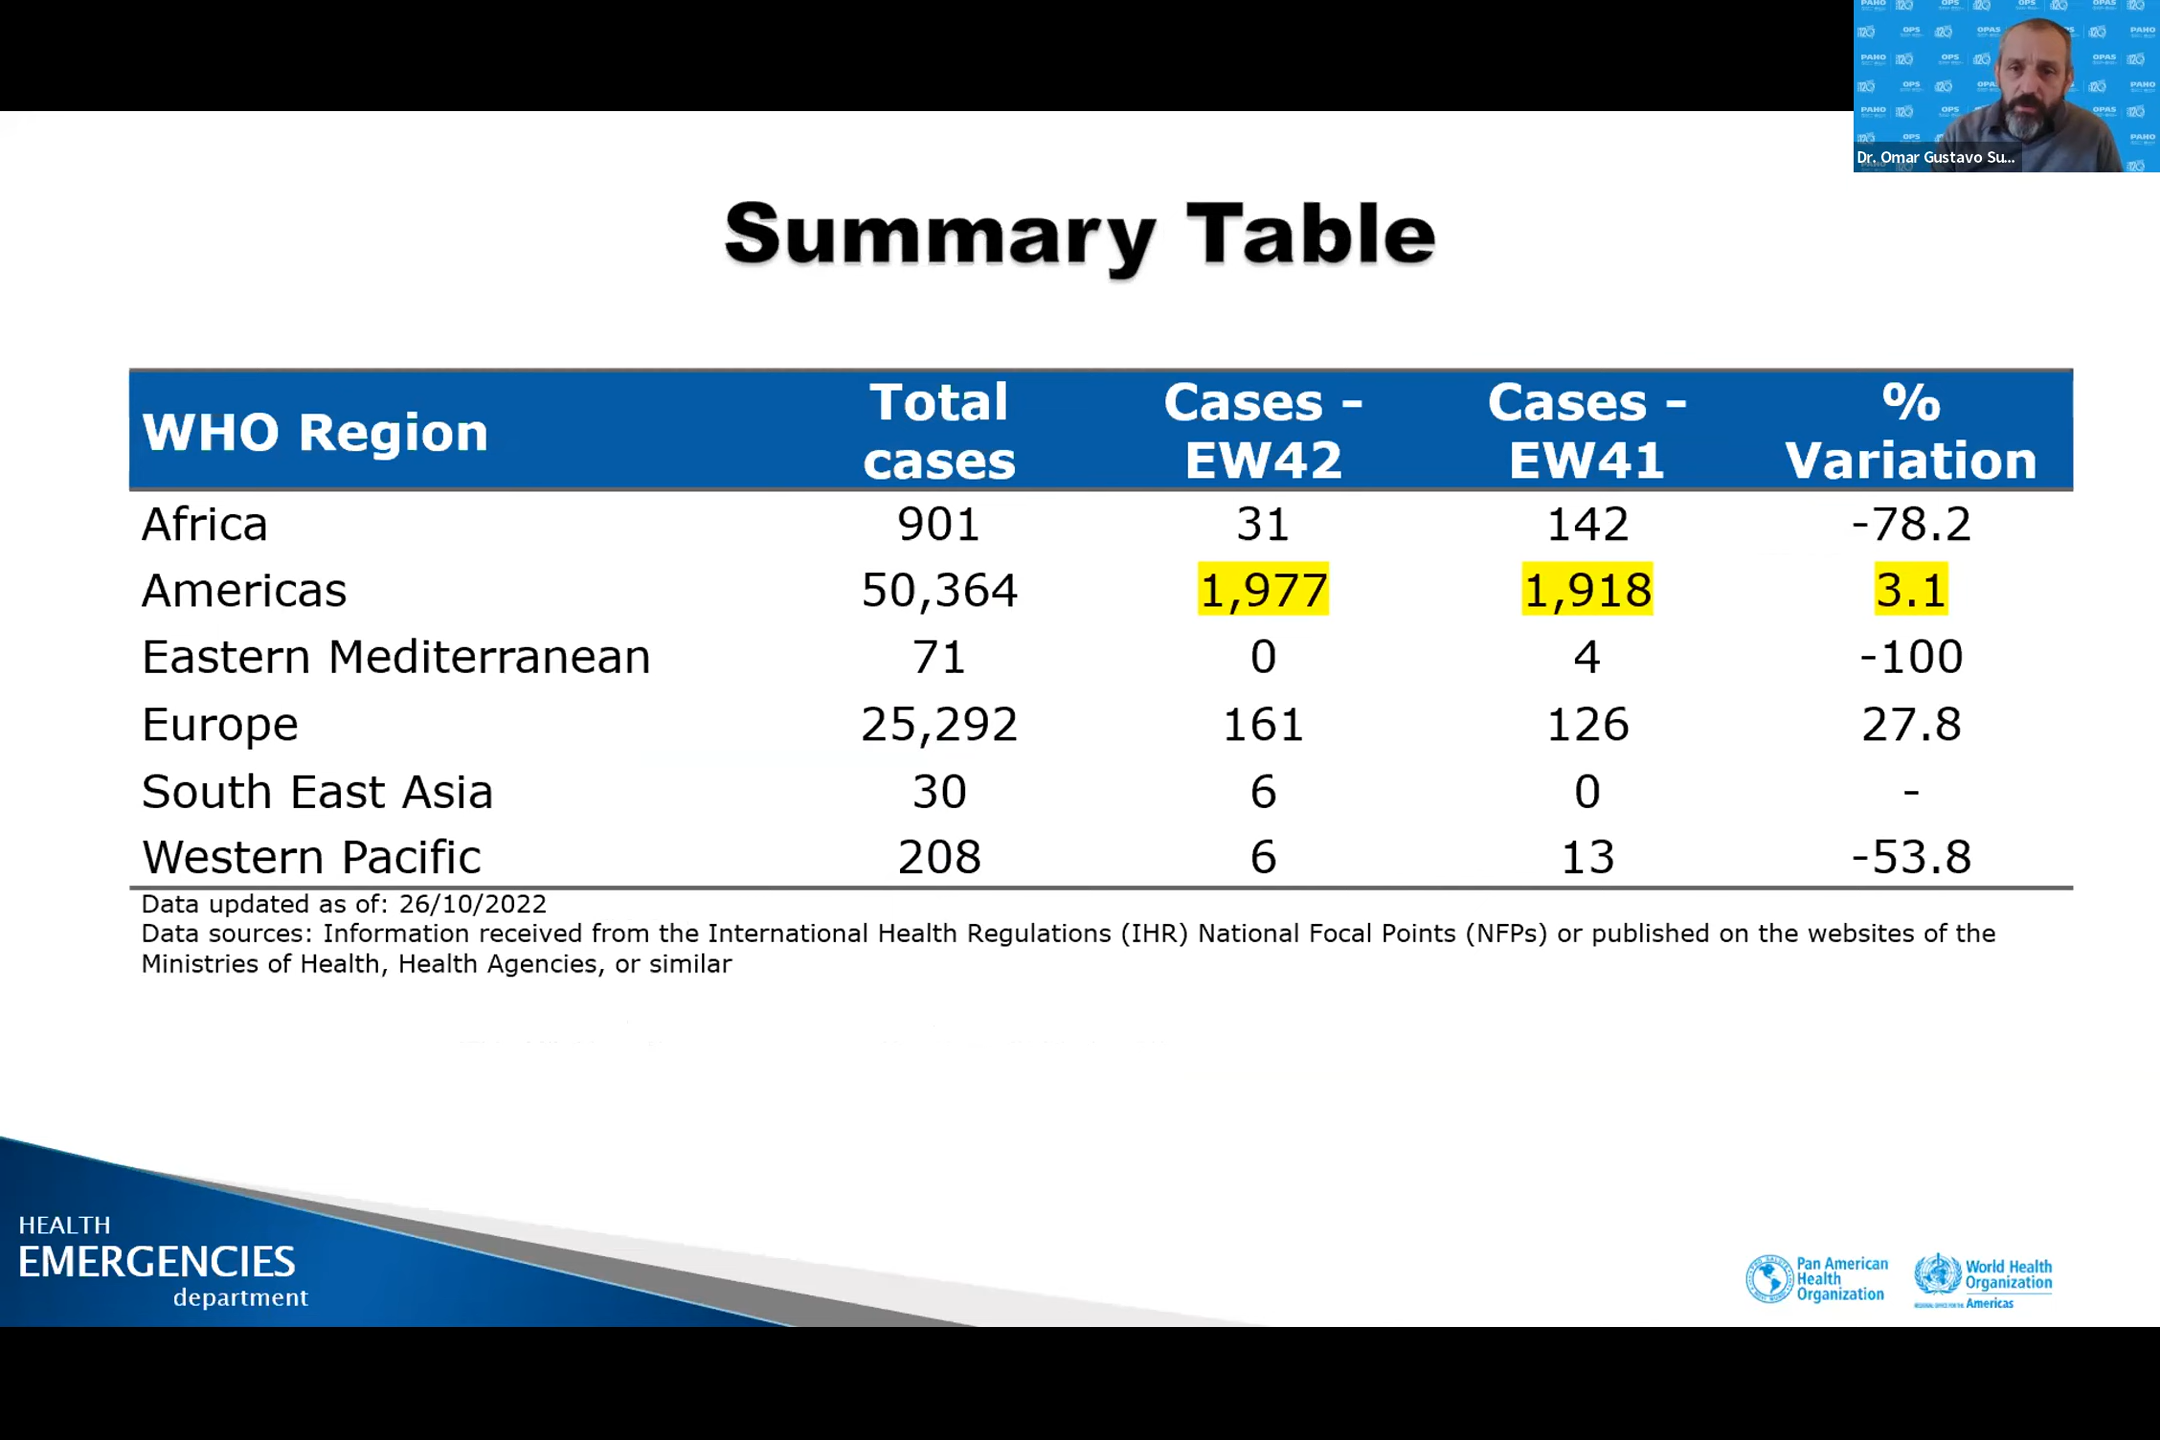 Dr. Omar Gustavo Su...
Summary Table
WHO Region Total cases Cases - EW42 Cases - EW41 % Variation
Africa 901 31 142 -78.2
Americas 50,364 1,977 1,918 3.1
Eastern Mediterranean 71 0 4 -100
Europe 25,292 161 126 27.8
South East Asia 30 6 0 -
Western Pacific 208 6 13 -53.8
Data updated as of: 26/10/2022
Data sources: Information received from the International Health Regulations (IHR) National Focal Points (NFPs) or published on the websites of the
Ministries of Health, Health Agencies, or similar
HEALTH
EMERGENCIES
department
Pan American
Health
Organization
World Health
Organization
REGIONAL OFFICE FOR THE Americas